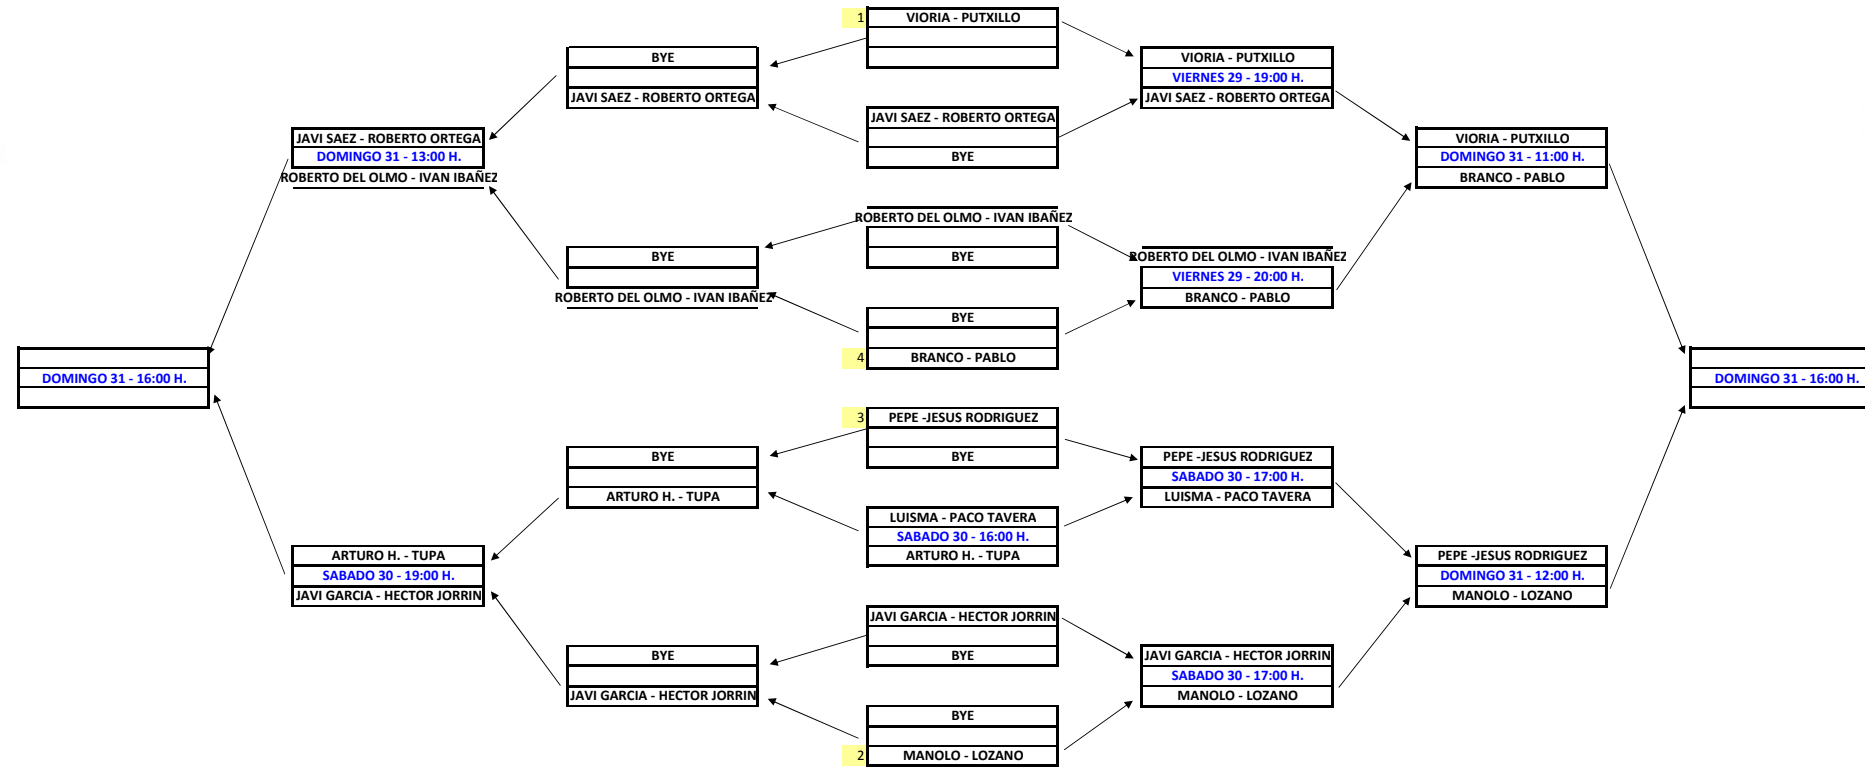 1
VIORIA - PUTXILLO
BYE
JAVI SAEZ - ROBERTO ORTEGA
VIORIA - PUTXILLO
VIERNES 29 - 19:00 H.
JAVI SAEZ - ROBERTO ORTEGA
JAVI SAEZ - ROBERTO ORTEGA
BYE
JAVI SAEZ - ROBERTO ORTEGA
DOMINGO 31 - 13:00 H.
ROBERTO DEL OLMO - IVAN IBAÑEZ
VIORIA - PUTXILLO
DOMINGO 31 - 11:00 H.
BRANCO - PABLO
ROBERTO DEL OLMO - IVAN IBAÑEZ
BYE
BYE
ROBERTO DEL OLMO - IVAN IBAÑEZ
ROBERTO DEL OLMO - IVAN IBAÑEZ
VIERNES 29 - 20:00 H.
BRANCO - PABLO
BYE
4
BRANCO - PABLO
DOMINGO 31 - 16:00 H.
DOMINGO 31 - 16:00 H.
3
PEPE -JESUS RODRIGUEZ
BYE
BYE
ARTURO H. - TUPA
PEPE -JESUS RODRIGUEZ
SABADO 30 - 17:00 H.
LUISMA - PACO TAVERA
LUISMA - PACO TAVERA
SABADO 30 - 16:00 H.
ARTURO H. - TUPA
ARTURO H. - TUPA
SABADO 30 - 19:00 H.
JAVI GARCIA - HECTOR JORRIN
PEPE -JESUS RODRIGUEZ
DOMINGO 31 - 12:00 H.
MANOLO - LOZANO
JAVI GARCIA - HECTOR JORRIN
BYE
BYE
JAVI GARCIA - HECTOR JORRIN
JAVI GARCIA - HECTOR JORRIN
SABADO 30 - 17:00 H.
MANOLO - LOZANO
BYE
2
MANOLO - LOZANO